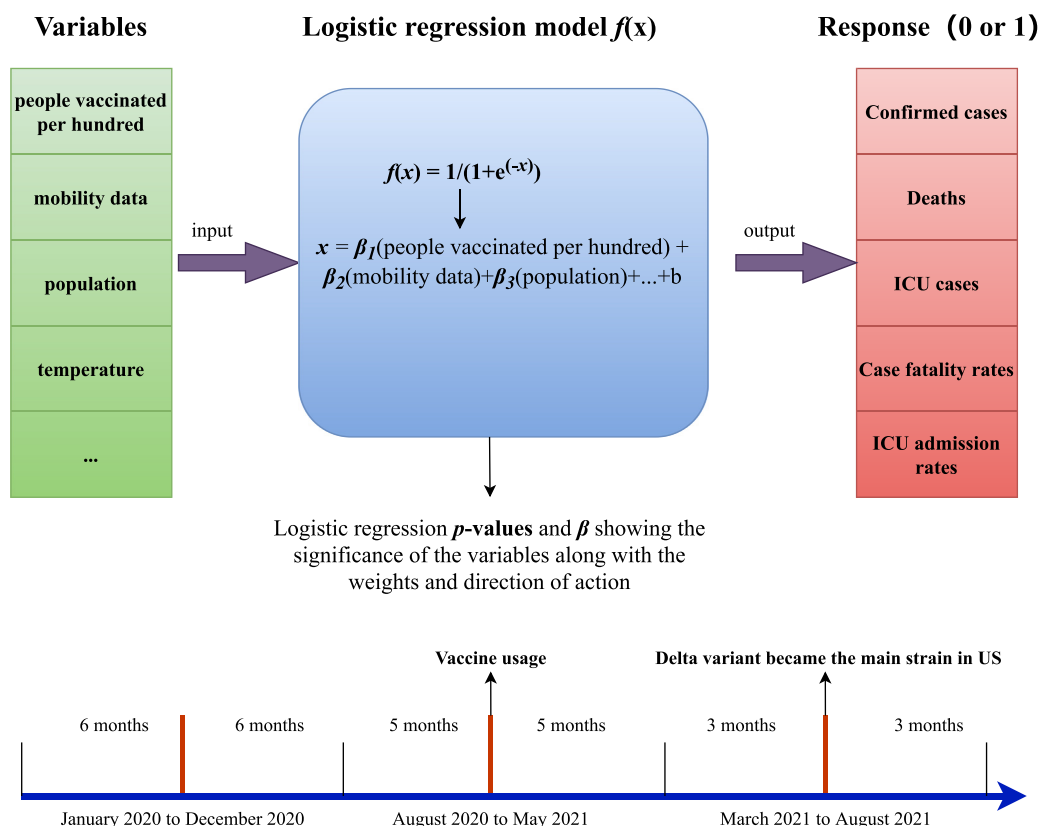 Variables
Logistic regression model f(x)
Response (0 or 1)
people vaccinated
per hundred
mobility data
population
temperature
...
input
f(x) = 1/(1+e^(-x))
x = β1(people vaccinated per hundred) +
β2(mobility data)+β3(population)+...+b
output
Confirmed cases
Deaths
ICU cases
Case fatality rates
ICU admission
rates
Logistic regression p-values and β showing the
significance of the variables along with the
weights and direction of action
Vaccine usage
Delta variant became the main strain in US
6 months
6 months
5 months
5 months
3 months
3 months
January 2020 to December 2020
August 2020 to May 2021
March 2021 to August 2021